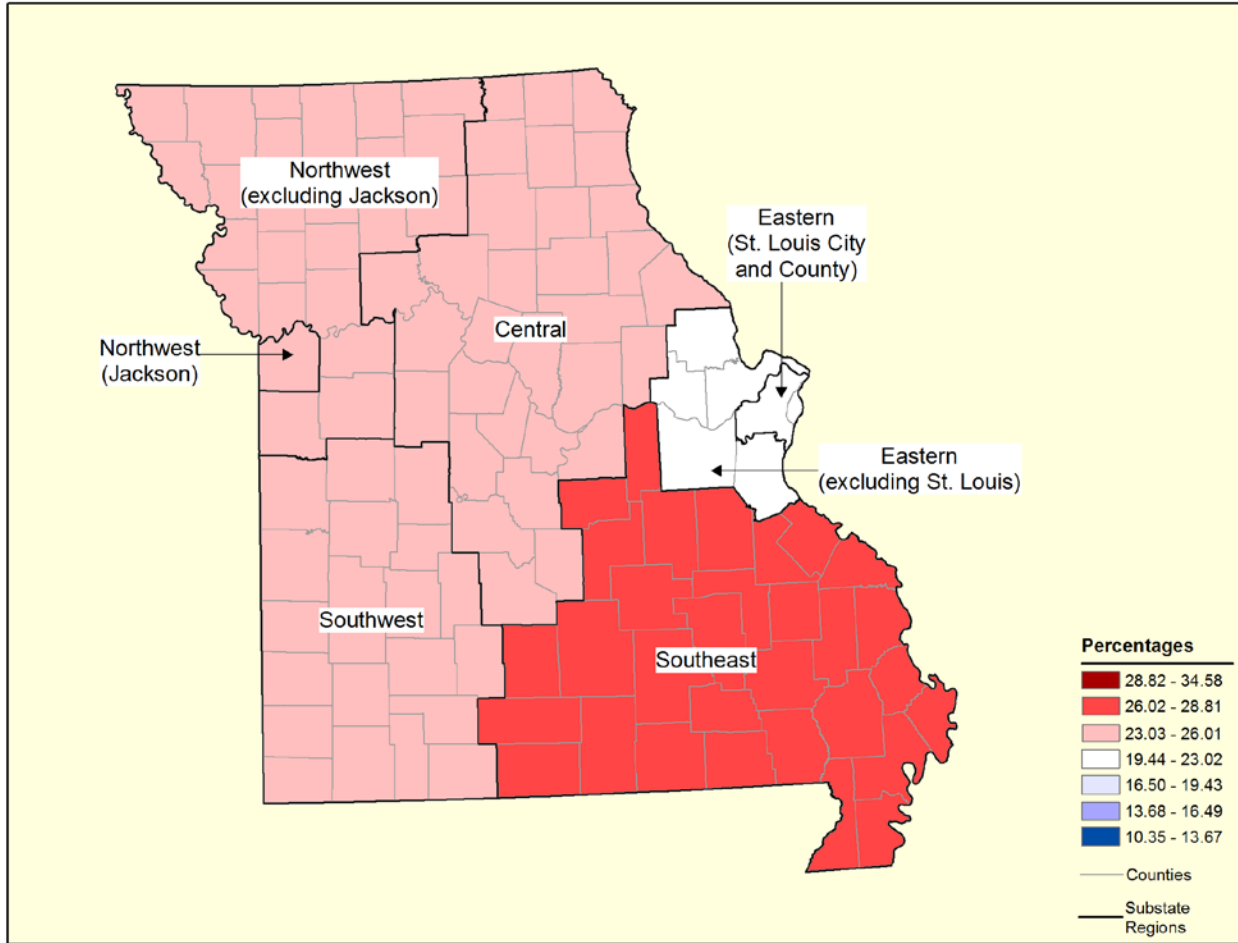 Northwest
(excluding Jackson)
Eastern
(St. Louis City
and County)
Central
Northwest
(Jackson)
Eastern
(excluding St. Louis)
Southwest
Southeast
Percentages
28.82 - 34.58
26.02 - 28.81
23.03 - 26.01
19.44 - 23.02
16.50 - 19.43
13.68 - 16.49
10.35 - 13.67
Counties
Substate
Regions